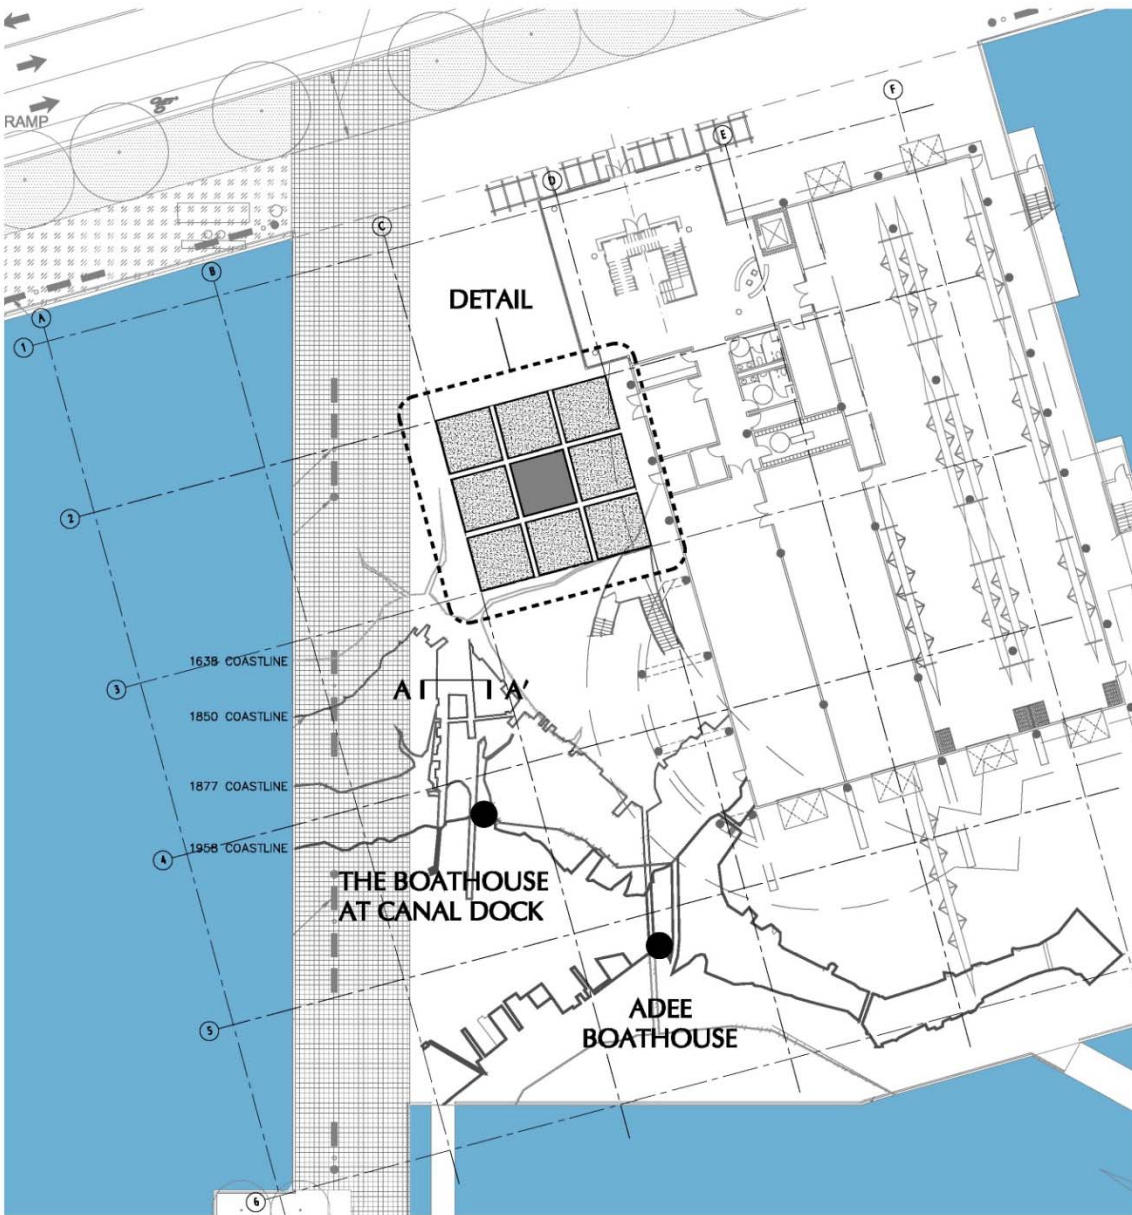 RAMP
F
E
D
C
B
A
1
DETAIL
2
1638 COASTLINE
3
A
A'
1850 COASTLINE
1877 COASTLINE
1958 COASTLINE
4
THE BOATHOUSE
AT CANAL DOCK
5
ADEE
BOATHOUSE
6